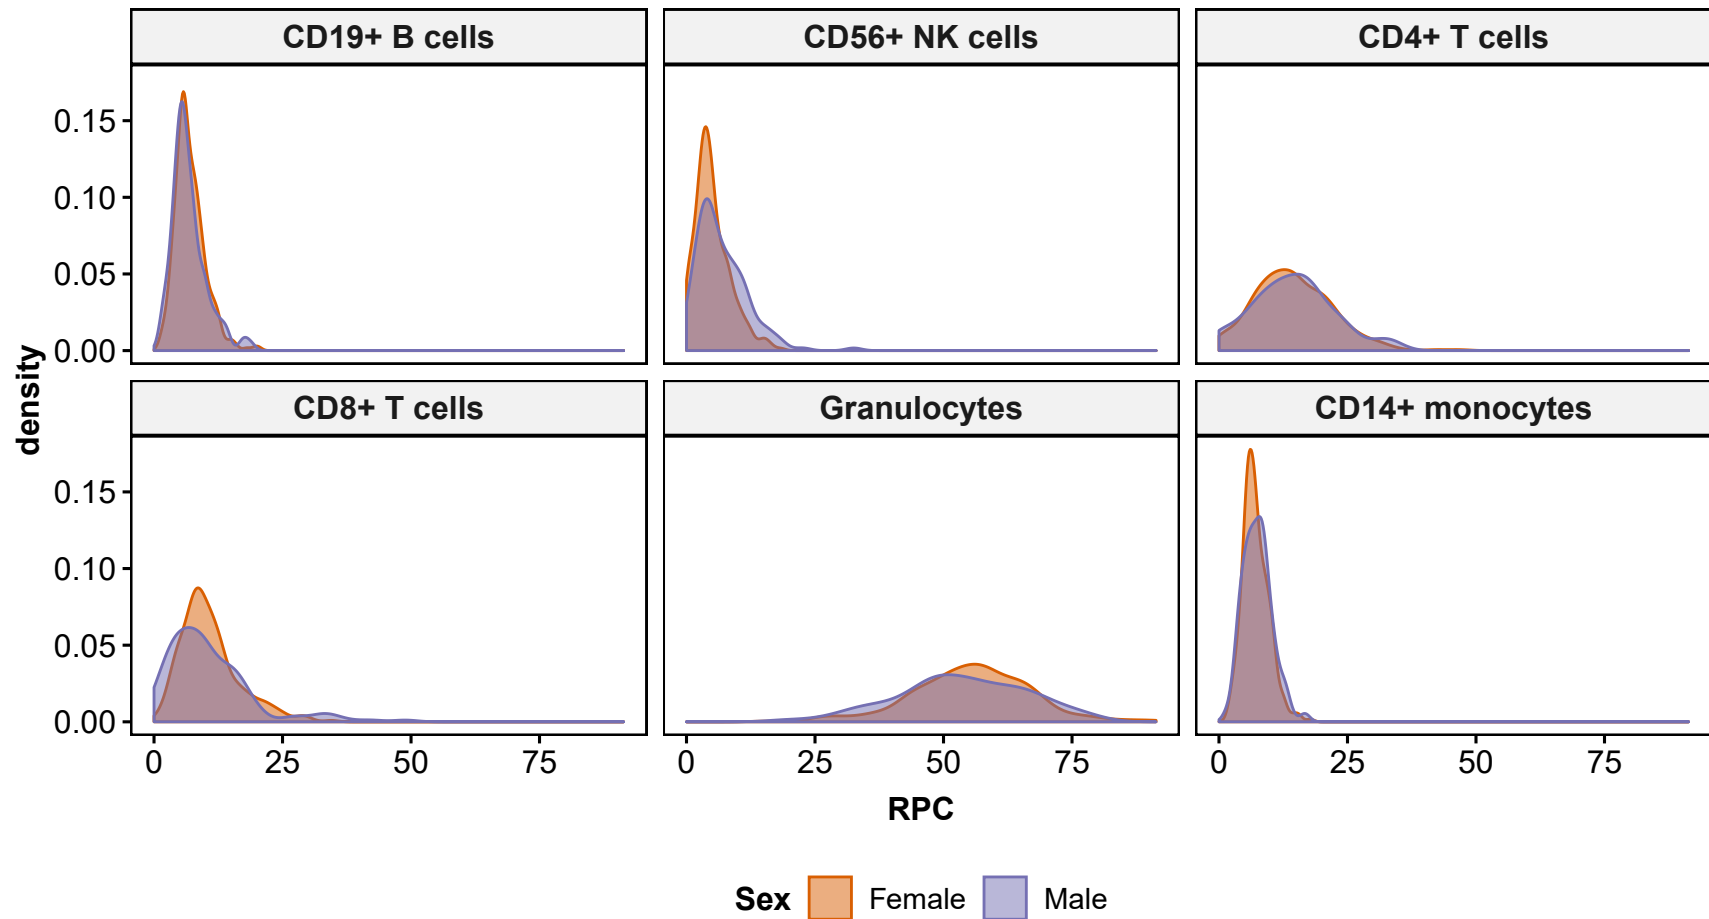 CD19+ B cells
CD56+ NK cells
CD4+ T cells
0.15
0.10
0.05
0.00
density
CD8+ T cells
Granulocytes
CD14+ monocytes
0.15
0.10
0.05
0.00
0 25 50 75
0 25 50 75
0 25 50 75
RPC
Sex Female Male